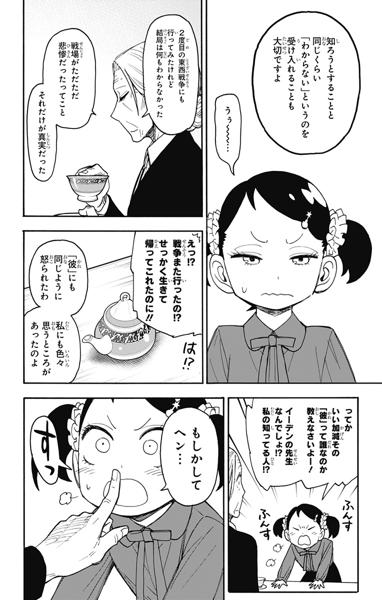 知ろうとすることと
同じくらい
「わからない」というのを
受け入れることも
大切ですよ
うぅ〜〜〜〜…
2度目の東西戦争にも
行ってみたけれど
結局は何もわからなかった
戦場がただただ
悲惨だったってこと
それだけが真実だった
えっ!?
戦争また行ったの!?
せっかく生きて
帰ってこれたのに!!
は!?
「彼」にも
同じように
怒られたわ
私にも色々
思うところが
あったのよ
ってか
いい加減その
「彼」って誰なのか
教えなさいよー!
イーデンの先生
なんでしょ!?
私の知ってる人!?
ふんす
ふんす
もしかして
ヘン…
すっ